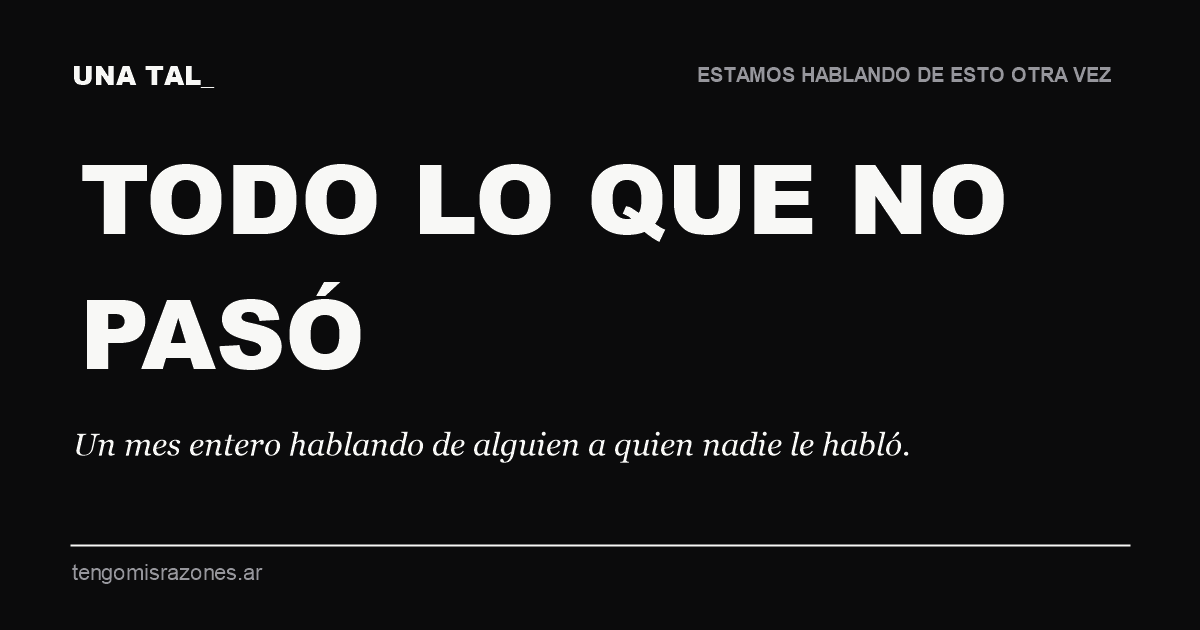 UNA TAL_
ESTAMOS HABLANDO DE ESTO OTRA VEZ
TODO LO QUE NO
PASÓ
Un mes entero hablando de alguien a quien nadie le habló.
tengomisrazones.ar